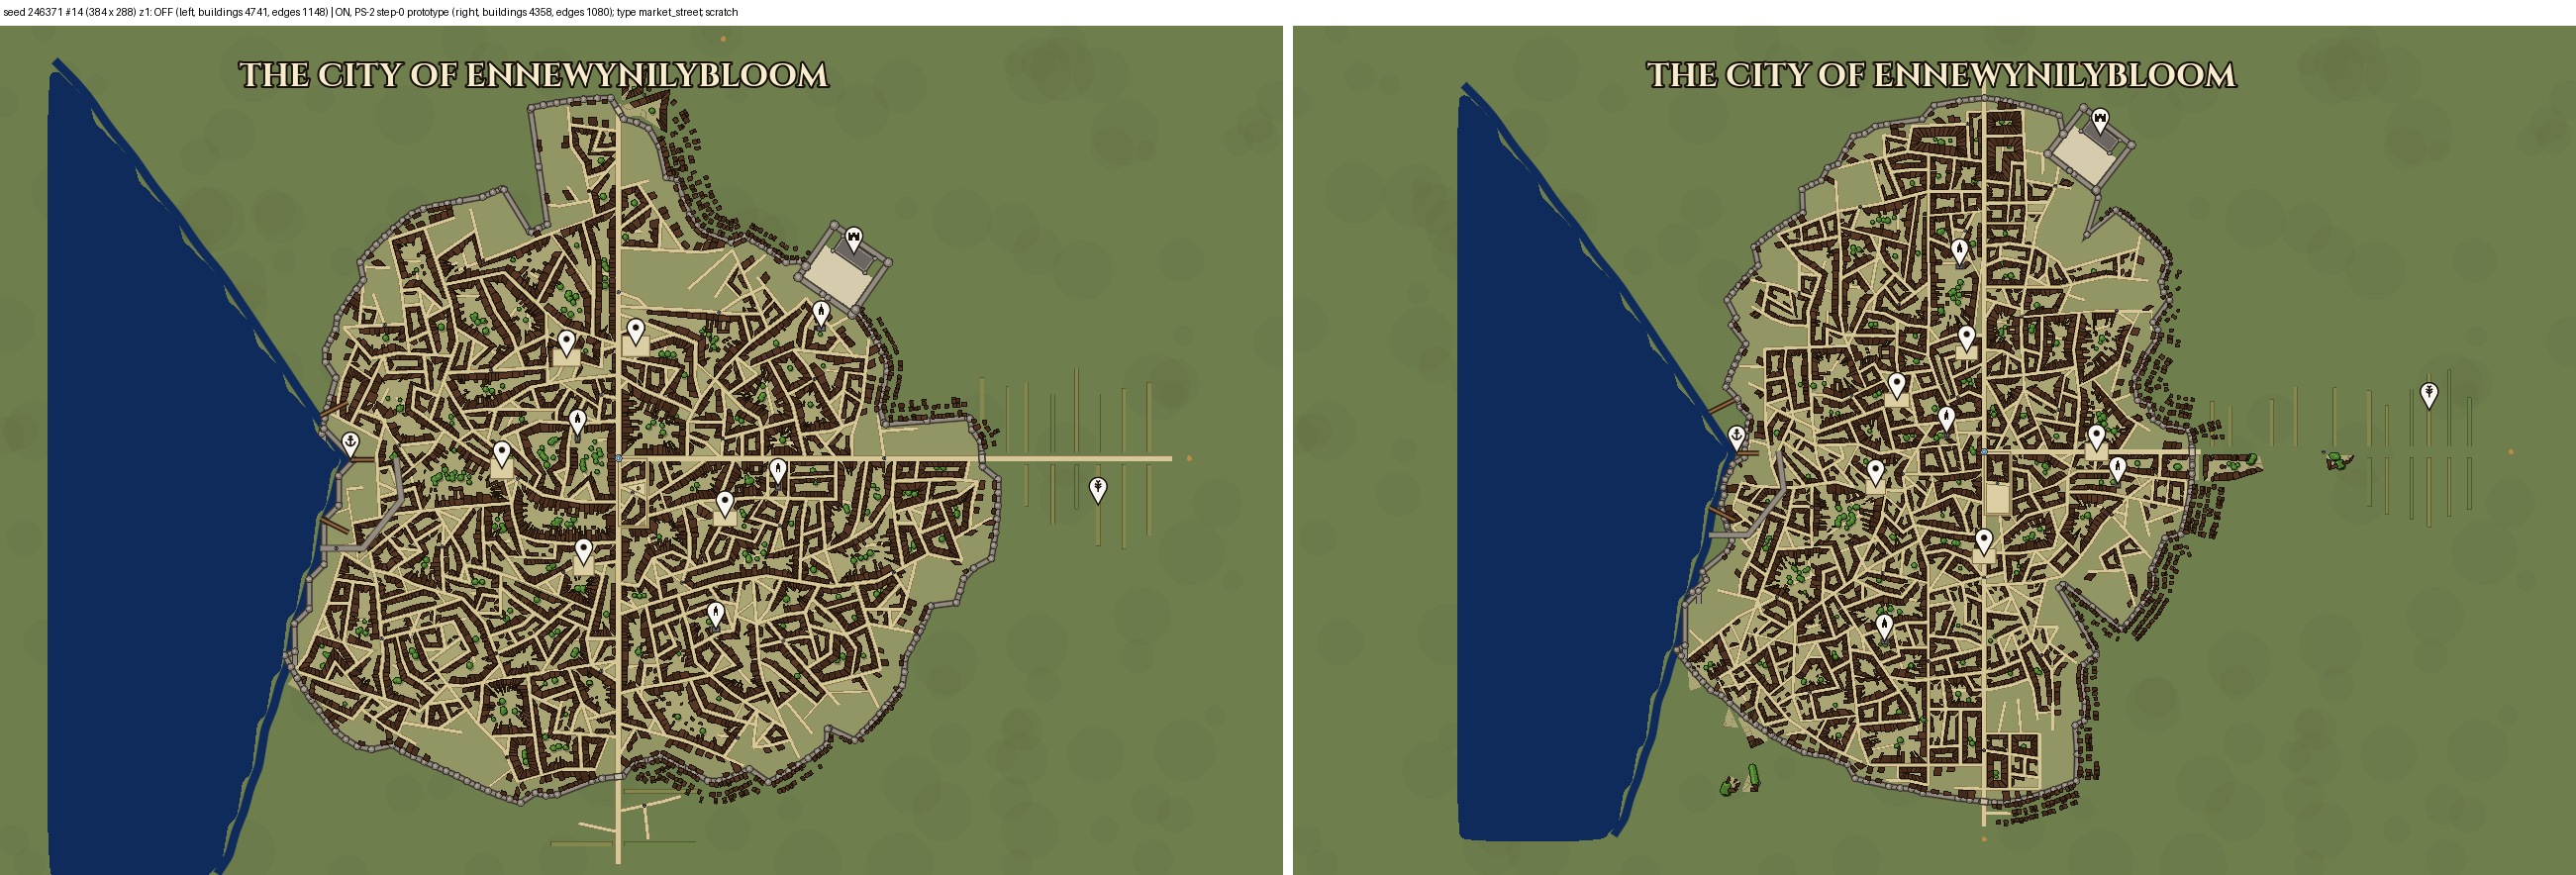 seed 246371 #14 (384 x 288) z1: OFF (left, buildings 4741, edges 1148) | ON, PS-2 step-0 prototype (right, buildings 4358, edges 1080); type market_street; scratch
THE CITY OF ENNEWYNILYBLOOM
THE CITY OF ENNEWYNILYBLOOM